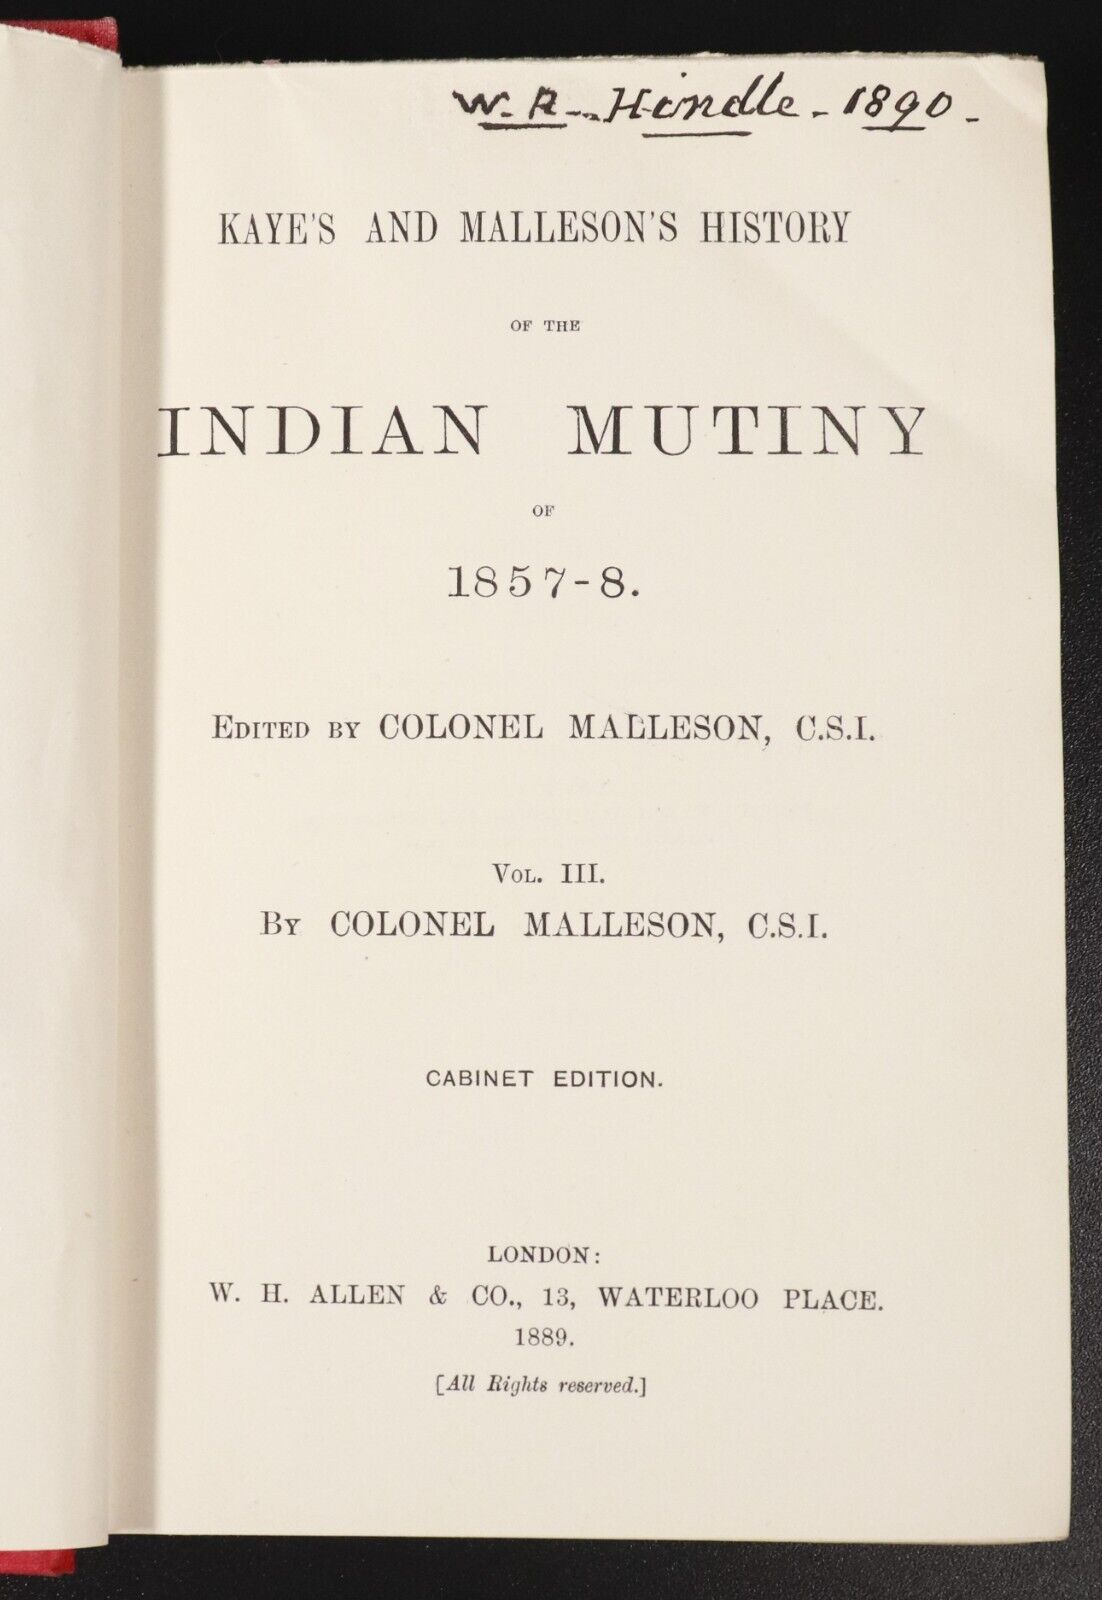 W. R. Hindle - 1890 -
KAYE'S AND MALLESON'S HISTORY
OF THE
INDIAN MUTINY
OF
1857-8.
EDITED BY COLONEL MALLESON, C.S.I.
VOL. III.
BY COLONEL MALLESON, C.S.I.
CABINET EDITION.
LONDON:
W. H. ALLEN & CO., 13, WATERLOO PLACE.
1889.
[All Rights reserved.]